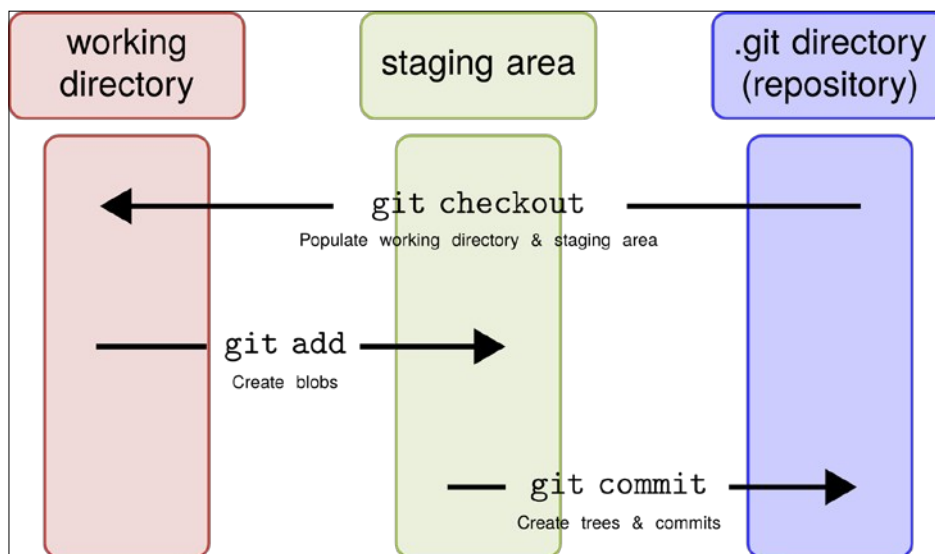 working
directory
staging area
.git directory
(repository)
git checkout
Populate working directory & staging area
git add
Create blobs
git commit
Create trees & commits